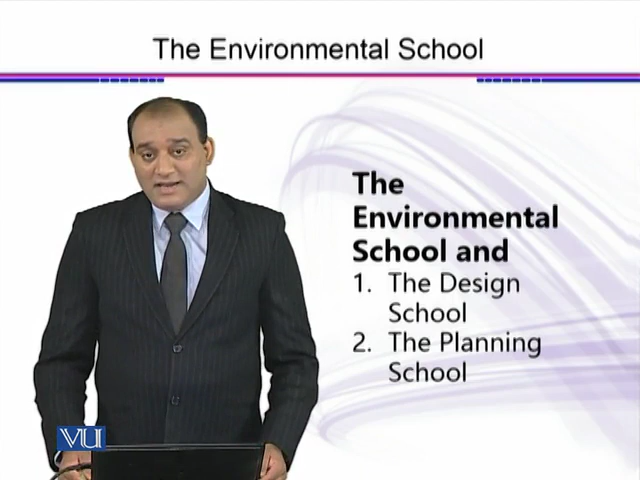 The Environmental School
The
Environmental
School and
1. The Design
School
2. The Planning
School
VU